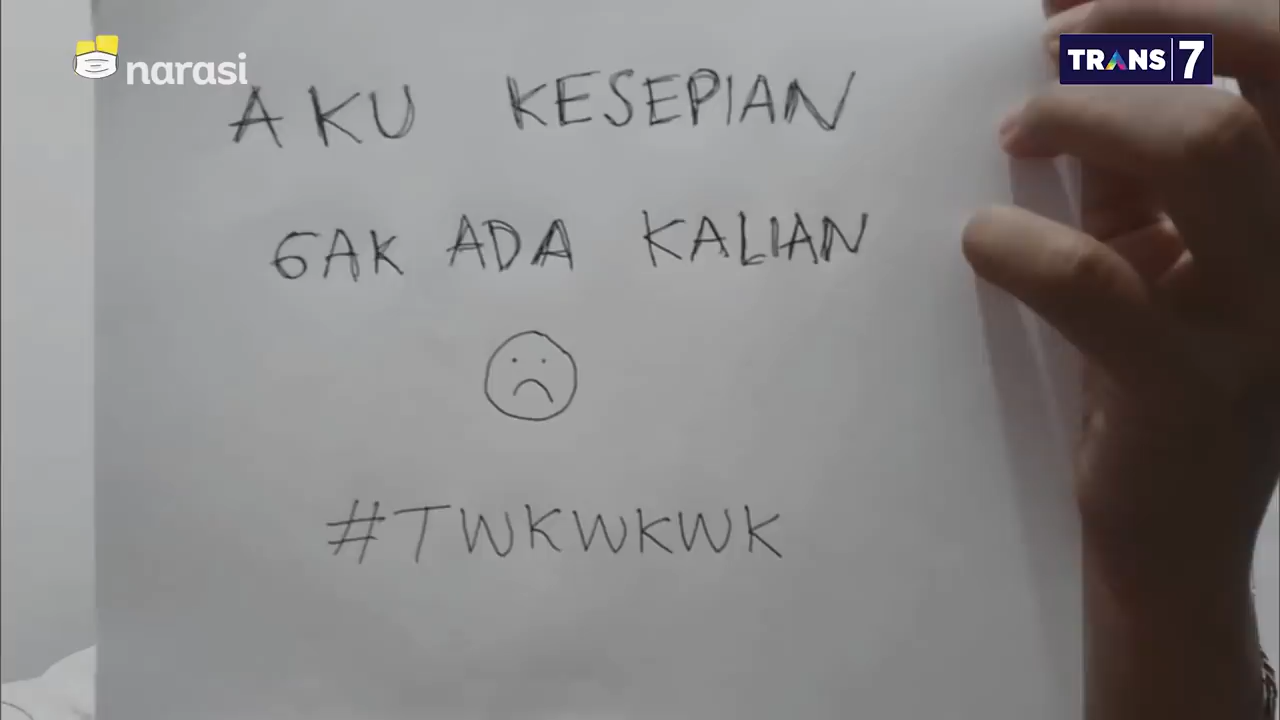 narasi
TRANS 7
AKU KESEPIAN
GAK ADA KALIAN
#TWKWKWK